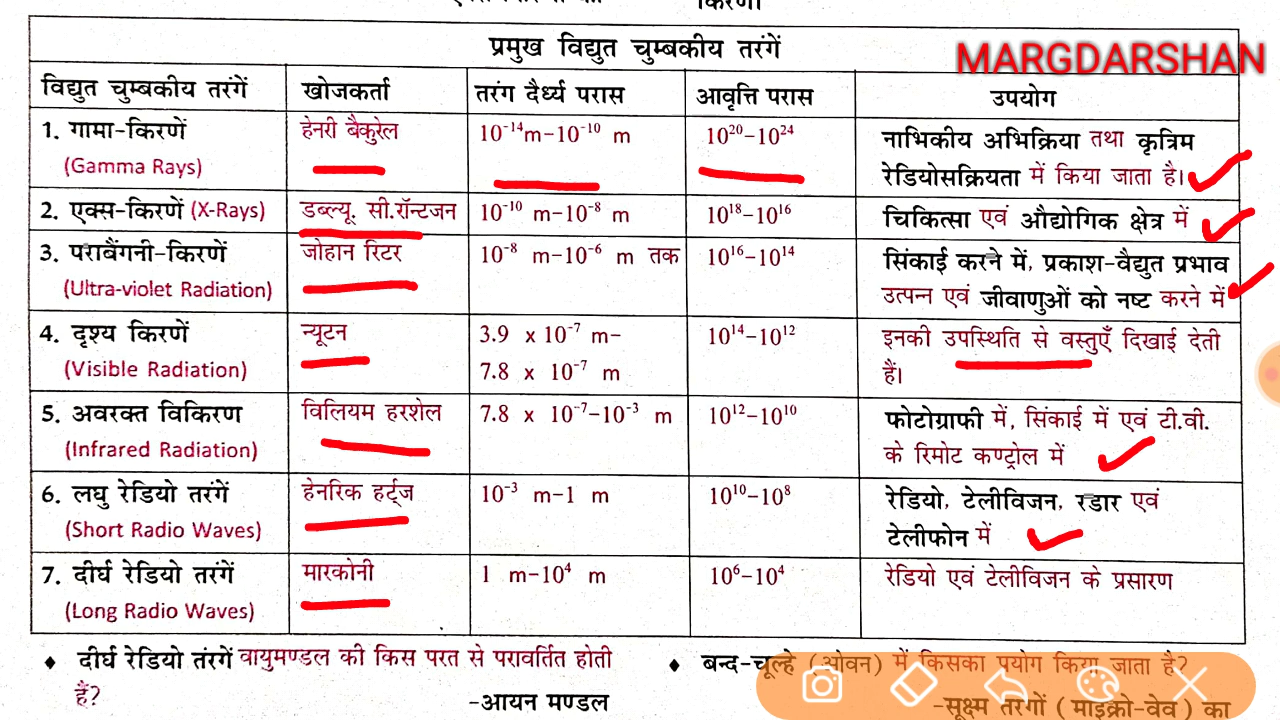 किरणों
प्रमुख विद्युत चुम्बकीय तरंगें
MARGDARSHAN
विद्युत चुम्बकीय तरंगें
खोजकर्ता
तरंग दैर्ध्य परास
आवृत्ति परास
उपयोग
1. गामा-किरणें
(Gamma Rays)
हेनरी बैकुरेल
10⁻¹⁴m–10⁻¹⁰ m
10²⁰–10²⁴
नाभिकीय अभिक्रिया तथा कृत्रिम
रेडियोसक्रियता में किया जाता है।
2. एक्स-किरणें (X-Rays)
डब्ल्यू. सी.रॉन्टजन
10⁻¹⁰ m–10⁻⁸ m
10¹⁸–10¹⁶
चिकित्सा एवं औद्योगिक क्षेत्र में
3. पराबैंगनी-किरणें
(Ultra-violet Radiation)
जोहान रिटर
10⁻⁸ m–10⁻⁶ m तक
10¹⁶–10¹⁴
सिंकाई करने में, प्रकाश-वैद्युत प्रभाव
उत्पन्न एवं जीवाणुओं को नष्ट करने में
4. दृश्य किरणें
(Visible Radiation)
न्यूटन
3.9 x 10⁻⁷ m–
7.8 x 10⁻⁷ m
10¹⁴–10¹²
इनकी उपस्थिति से वस्तुएँ दिखाई देती
हैं।
5. अवरक्त विकिरण
(Infrared Radiation)
विलियम हरशेल
7.8 x 10⁻⁷–10⁻³ m
10¹²–10¹⁰
फोटोग्राफी में, सिंकाई में एवं टी.वी.
के रिमोट कण्ट्रोल में
6. लघु रेडियो तरंगें
(Short Radio Waves)
हेनरिक हर्ट्ज
10⁻³ m–1 m
10¹⁰–10⁸
रेडियो, टेलीविजन, रडार एवं
टेलीफोन में
7. दीर्घ रेडियो तरंगें
(Long Radio Waves)
मारकोनी
1 m–10⁴ m
10⁶–10⁴
रेडियो एवं टेलीविजन के प्रसारण
♦ दीर्घ रेडियो तरंगें वायुमण्डल की किस परत से परावर्तित होती
हैं?
-आयन मण्डल
♦ बन्द-चूल्हे (ओवन) में किसका प्रयोग किया जाता है?
-सूक्ष्म तरंगों (माइक्रो-वेव) का